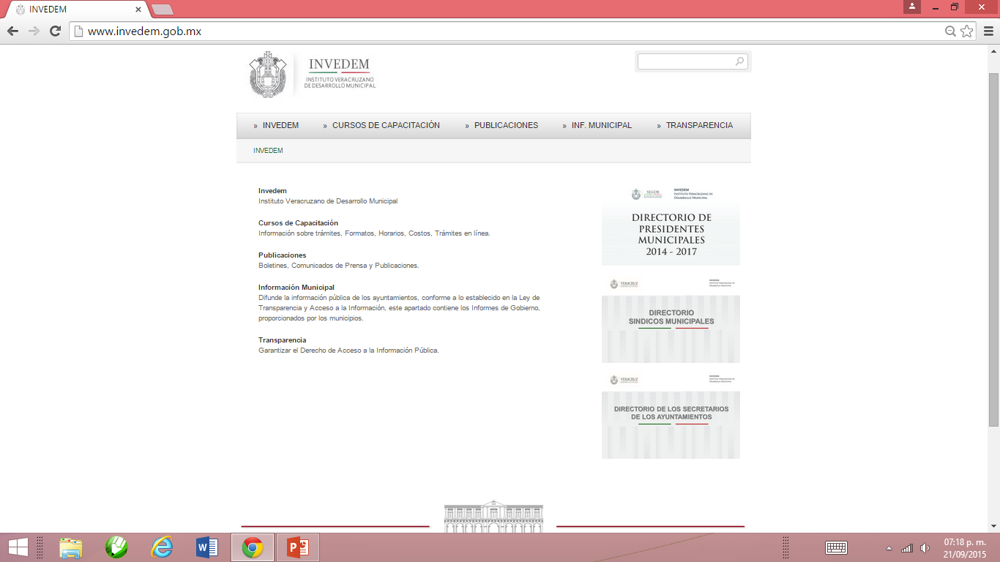 INVEDEM
www.invedem.gob.mx
INVEDEM
INSTITUTO VERACRUZANO
DE DESARROLLO MUNICIPAL
» INVEDEM » CURSOS DE CAPACITACIÓN » PUBLICACIONES » INF. MUNICIPAL » TRANSPARENCIA
INVEDEM
Invedem
Instituto Veracruzano de Desarrollo Municipal
Cursos de Capacitación
Información sobre trámites, Formatos, Horarios, Costos, Trámites en línea.
Publicaciones
Boletines, Comunicados de Prensa y Publicaciones.
Información Municipal
Difunde la información pública de los ayuntamientos, conforme a lo establecido en la Ley de
Transparencia y Acceso a la Información, este apartado contiene los Informes de Gobierno,
proporcionados por los municipios.
Transparencia
Garantizar el Derecho de Acceso a la Información Pública.
SEGOB
INVEDEM
INSTITUTO VERACRUZANO DE
DESARROLLO MUNICIPAL
DIRECTORIO DE
PRESIDENTES
MUNICIPALES
2014 - 2017
VERACRUZ
DIRECTORIO
SINDICOS MUNICIPALES
VERACRUZ
DIRECTORIO DE LOS SECRETARIOS
DE LOS AYUNTAMIENTOS
07:18 p. m.
21/09/2015